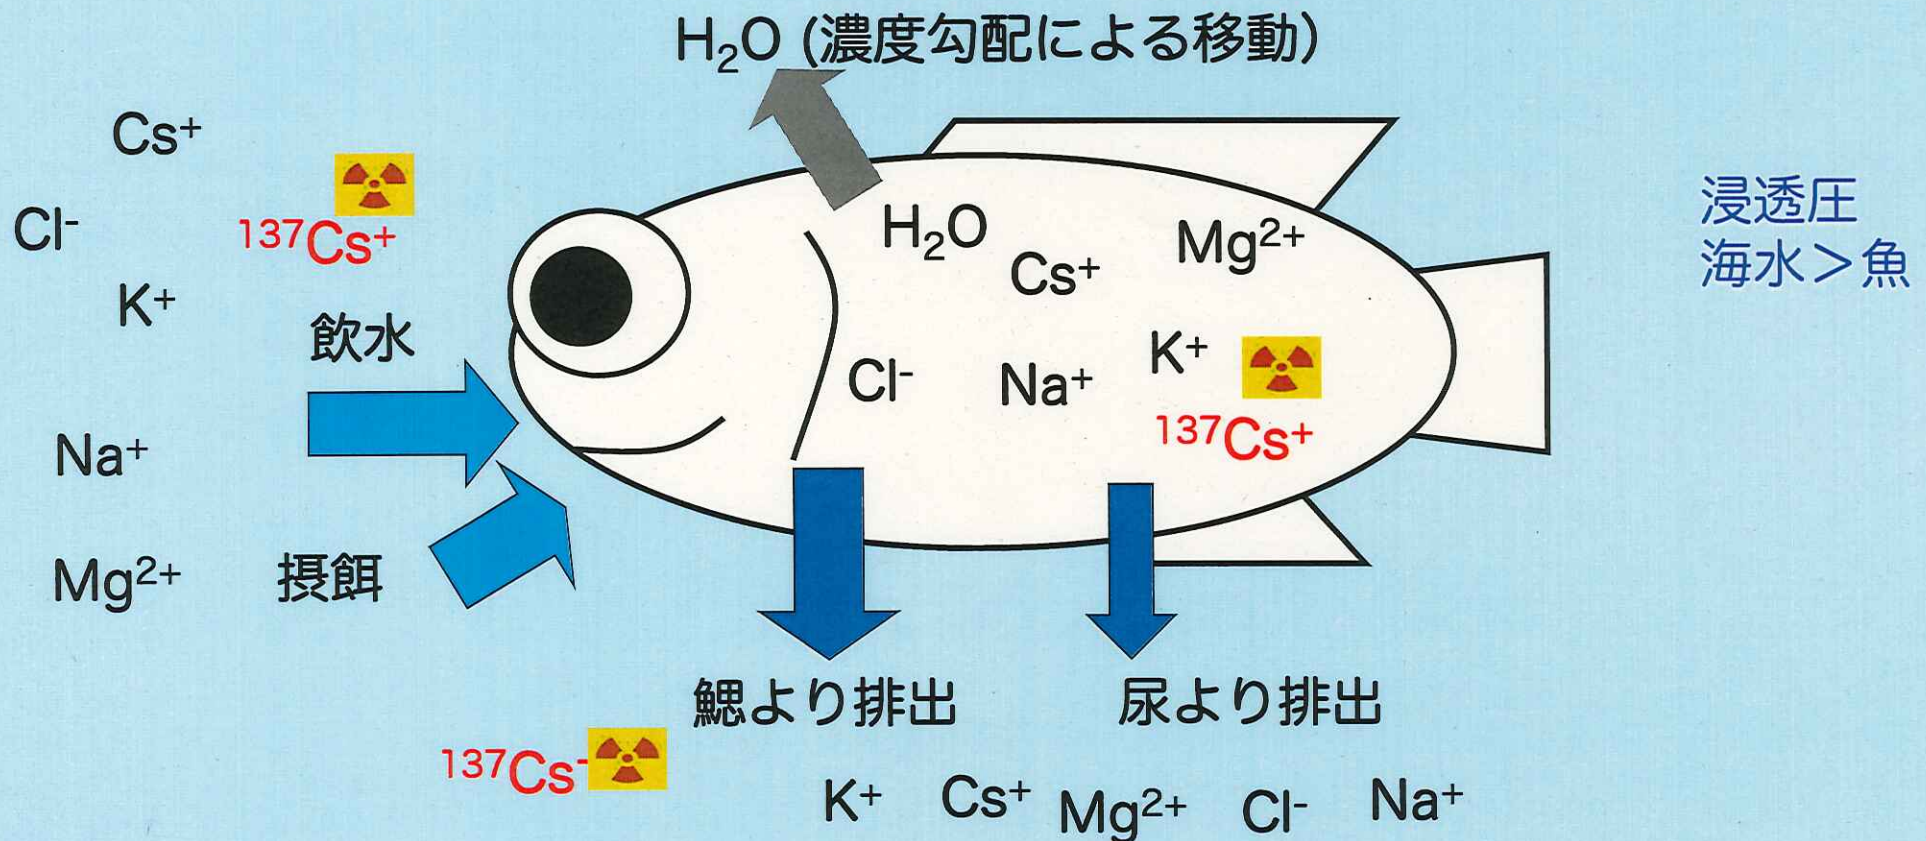 H₂O (濃度勾配による移動)
Cs⁺
Cl⁻
¹³⁷Cs⁺
K⁺
飲水
Na⁺
Mg²⁺
摂餌
H₂O
Cs⁺
Mg²⁺
Cl⁻
Na⁺
K⁺
¹³⁷Cs⁺
浸透圧
海水>魚
鰓より排出
尿より排出
¹³⁷Cs⁻
K⁺
Cs⁺
Mg²⁺
Cl⁻
Na⁺